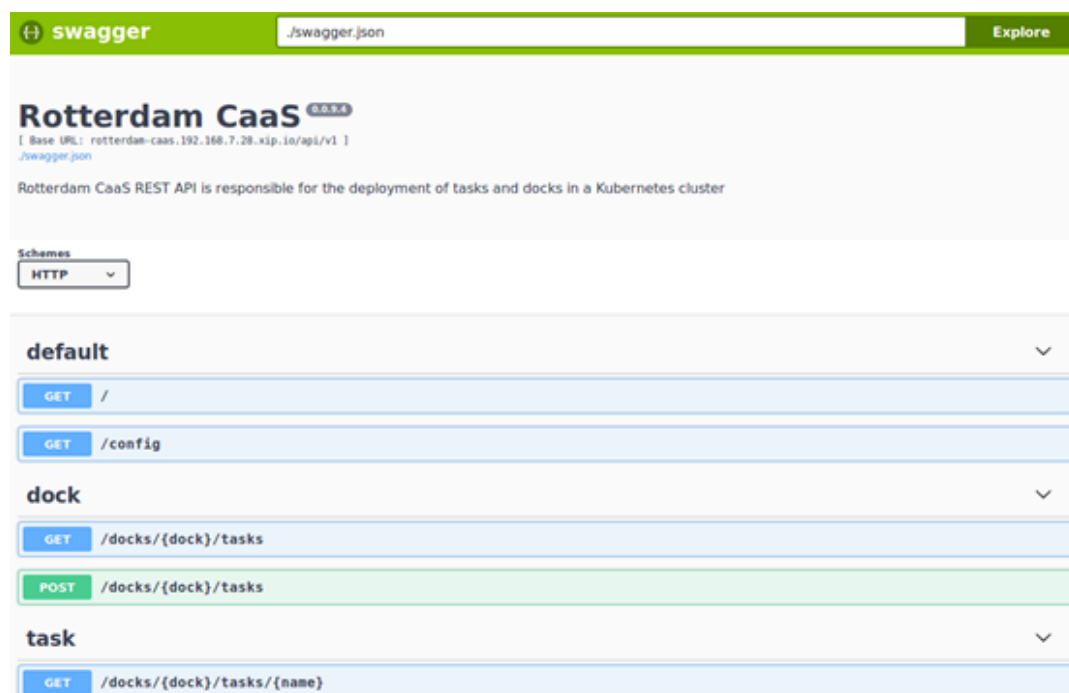 swagger
./swagger.json
Explore
Rotterdam CaaS 0.0.9.4
[ Base URL: rotterdam-caas.192.168.7.28.xip.io/api/v1 ]
./swagger.json
Rotterdam CaaS REST API is responsible for the deployment of tasks and docks in a Kubernetes cluster
Schemes
HTTP
default
GET /
GET /config
dock
GET /docks/{dock}/tasks
POST /docks/{dock}/tasks
task
GET /docks/{dock}/tasks/{name}